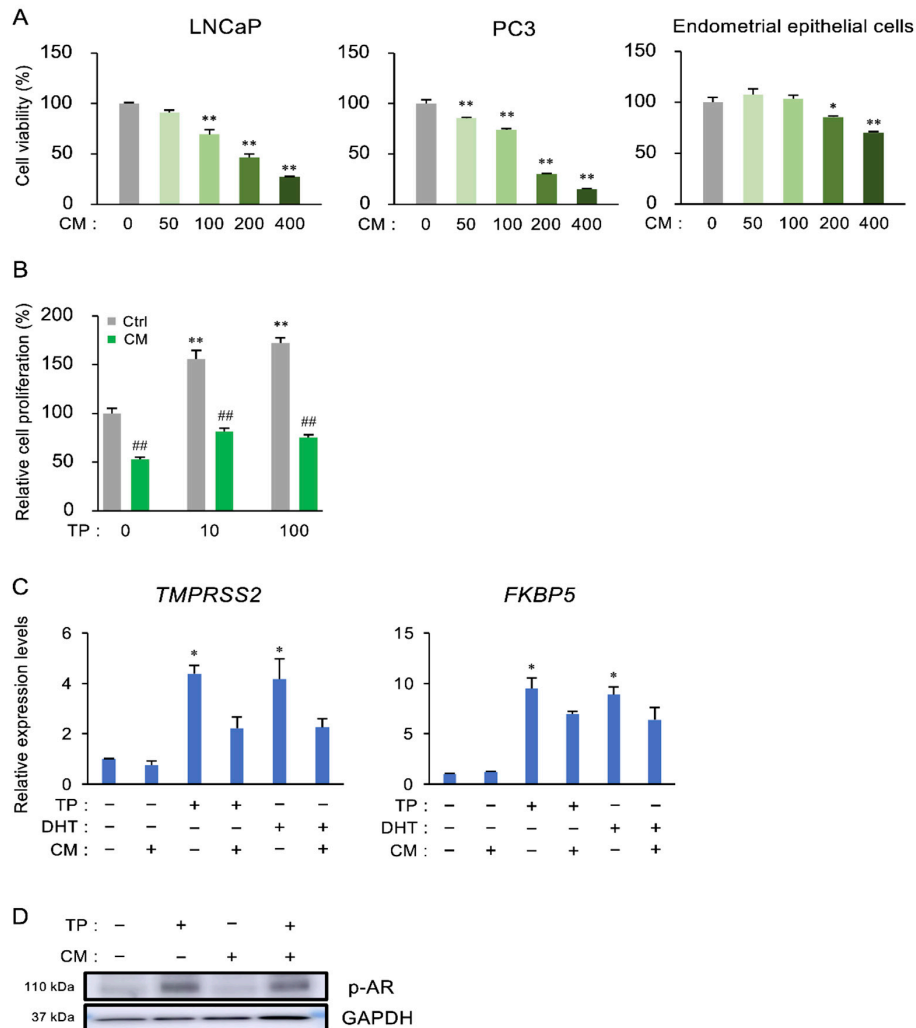 A
LNCaP
PC3
Endometrial epithelial cells
Cell viability (%)
150
100
50
0
** ** **
CM : 0 50 100 200 400
150
100
50
0
** ** ** **
CM : 0 50 100 200 400
150
100
50
0
* **
CM : 0 50 100 200 400
B
Relative cell proliferation (%)
200
150
100
50
0
Ctrl
CM
## ** ## ** ##
TP : 0 10 100
C
TMPRSS2
FKBP5
Relative expression levels
6
4
2
0
* *
TP : – – + + – –
DHT : – – – – + +
CM : – + – + – +
15
10
5
0
* *
TP : – – + + – –
DHT : – – – – + +
CM : – + – + – +
D
TP : – + – +
CM : – – + +
110 kDa p-AR
37 kDa GAPDH